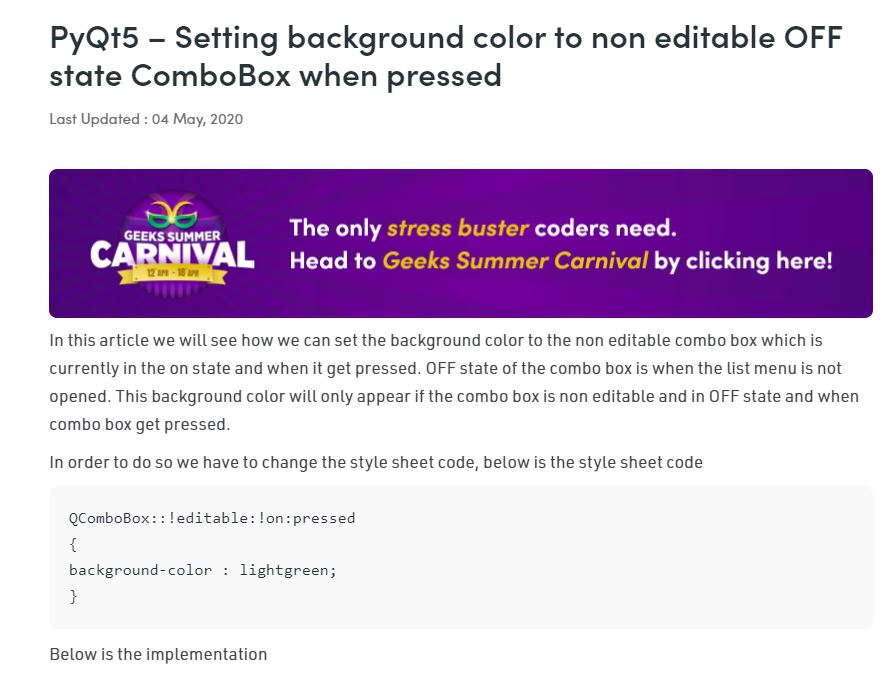 PyQt5 – Setting background color to non editable OFF
state ComboBox when pressed
Last Updated : 04 May, 2020
GEEKS SUMMER
CARNIVAL
12 APR - 18 APR
The only stress buster coders need.
Head to Geeks Summer Carnival by clicking here!
In this article we will see how we can set the background color to the non editable combo box which is
currently in the on state and when it get pressed. OFF state of the combo box is when the list menu is not
opened. This background color will only appear if the combo box is non editable and in OFF state and when
combo box get pressed.
In order to do so we have to change the style sheet code, below is the style sheet code
QComboBox::!editable:!on:pressed
{
background-color : lightgreen;
}
Below is the implementation